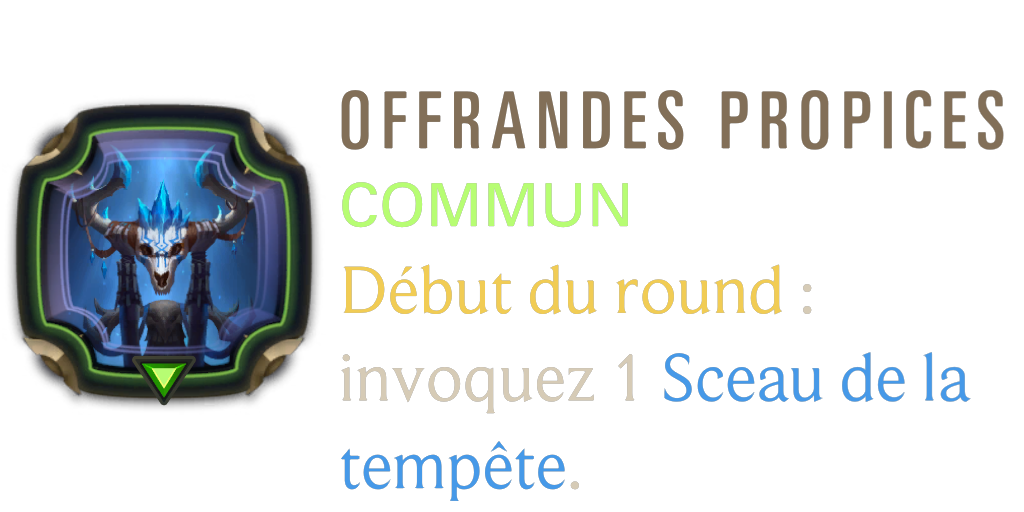 OFFRANDES PROPICES
COMMUN
Début du round :
invoquez 1 Sceau de la
tempête.